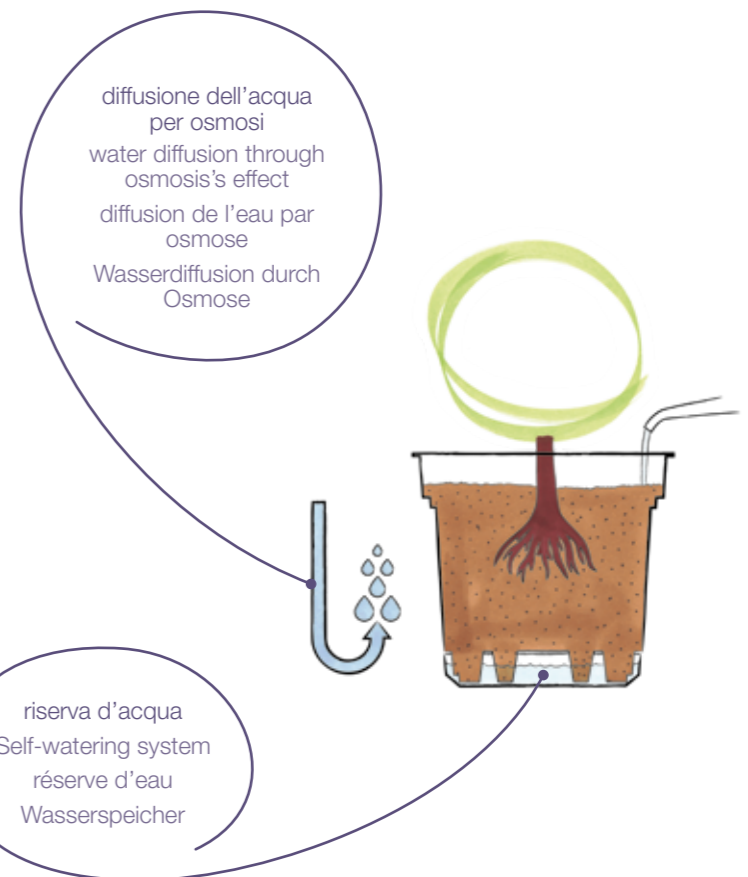 diffusione dell'acqua
per osmosi
water diffusion through
osmosis's effect
diffusion de l'eau par
osmose
Wasserdiffusion durch
Osmose
riserva d'acqua
Self-watering system
réserve d'eau
Wasserspeicher